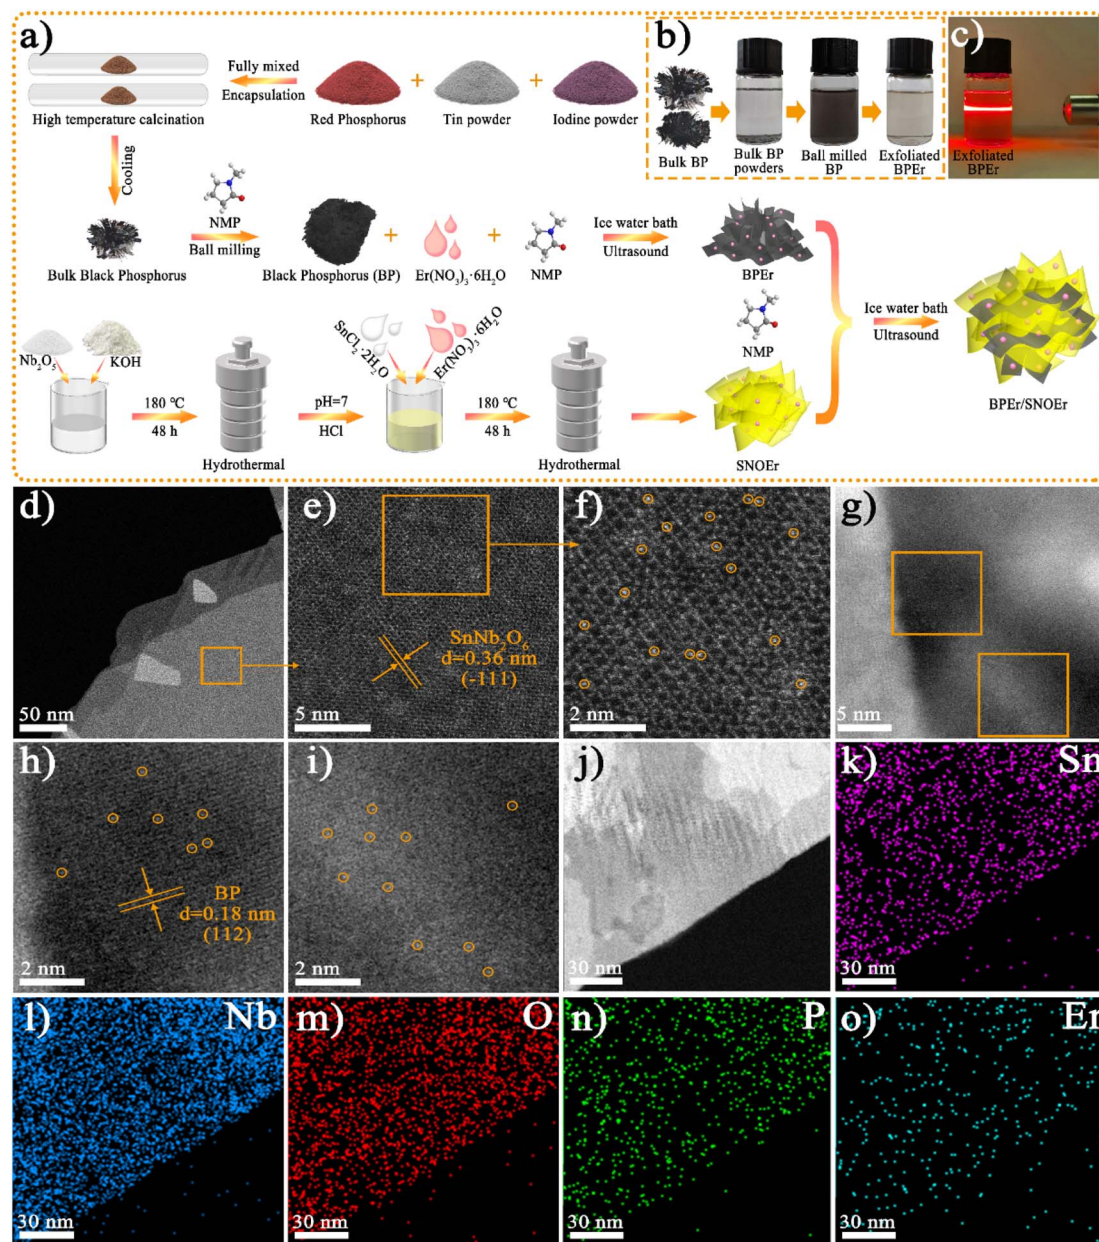 a)
Fully mixed
Encapsulation
High temperature calcination
Red Phosphorus
+
Tin powder
+
Iodine powder
b)
Bulk BP
Bulk BP
powders
Ball milled
BP
Exfoliated
BPEr
c)
Exfoliated
BPEr
Cooling
NMP
Ball milling
Bulk Black Phosphorus
Black Phosphorus (BP)
+
Er(NO₃)₃·6H₂O
+
NMP
Ice water bath
Ultrasound
BPEr
NMP
Ice water bath
Ultrasound
BPEr/SNOEr
Nb₂O₅
KOH
180 ℃
48 h
Hydrothermal
pH=7
HCl
SnCl₂·2H₂O
Er(NO₃)₃·6H₂O
180 ℃
48 h
Hydrothermal
SNOEr
d)
50 nm
e)
SnNb₂O₆
d=0.36 nm
(-111)
5 nm
f)
2 nm
g)
5 nm
h)
BP
d=0.18 nm
(112)
2 nm
i)
2 nm
j)
30 nm
k)
Sn
30 nm
l)
Nb
30 nm
m)
O
30 nm
n)
P
30 nm
o)
Er
30 nm